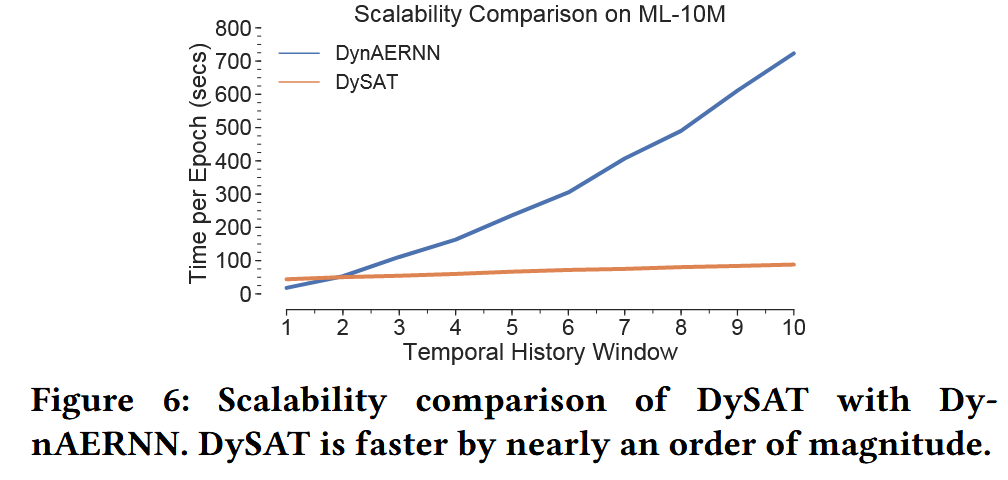 Scalability Comparison on ML-10M
800
700
600
500
400
300
200
100
0
Time per Epoch (secs)
DynAERNN
DySAT
1 2 3 4 5 6 7 8 9 10
Temporal History Window
Figure 6: Scalability comparison of DySAT with Dy-
nAERNN. DySAT is faster by nearly an order of magnitude.